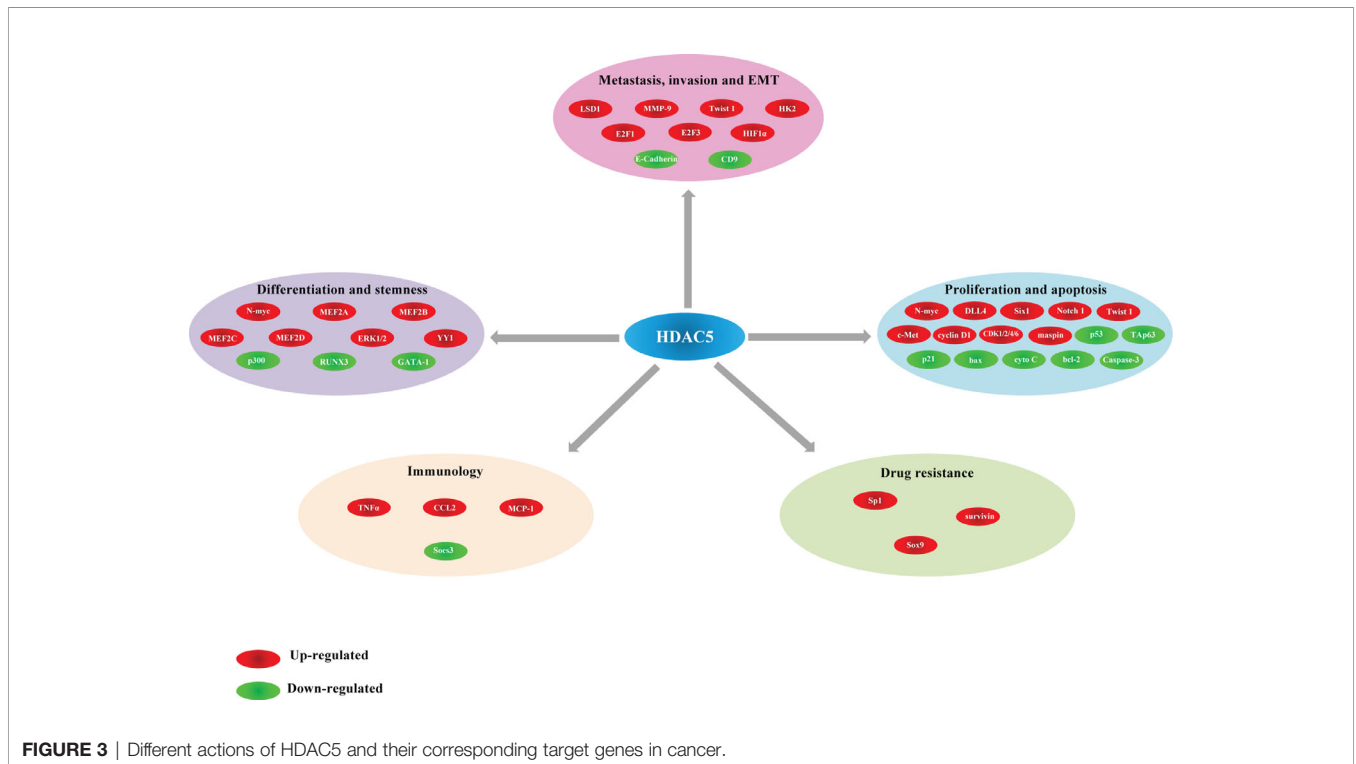 Metastasis, invasion and EMT
LSD1 MMP-9 Twist 1 HK2
E2F1 E2F3 HIF1α
E-Cadherin CD9
Differentiation and stemness
N-myc MEF2A MEF2B
MEF2C MEF2D ERK1/2 YY1
p300 RUNX3 GATA-1
HDAC5
Proliferation and apoptosis
N-myc DLL4 Six1 Notch 1 Twist 1
c-Met cyclin D1 CDK1/2/4/6 maspin p53 TAp63
p21 bax cyto C bcl-2 Caspase-3
Immunology
TNFα CCL2 MCP-1
Socs3
Drug resistance
Sp1
survivin
Sox9
Up-regulated
Down-regulated
FIGURE 3 | Different actions of HDAC5 and their corresponding target genes in cancer.